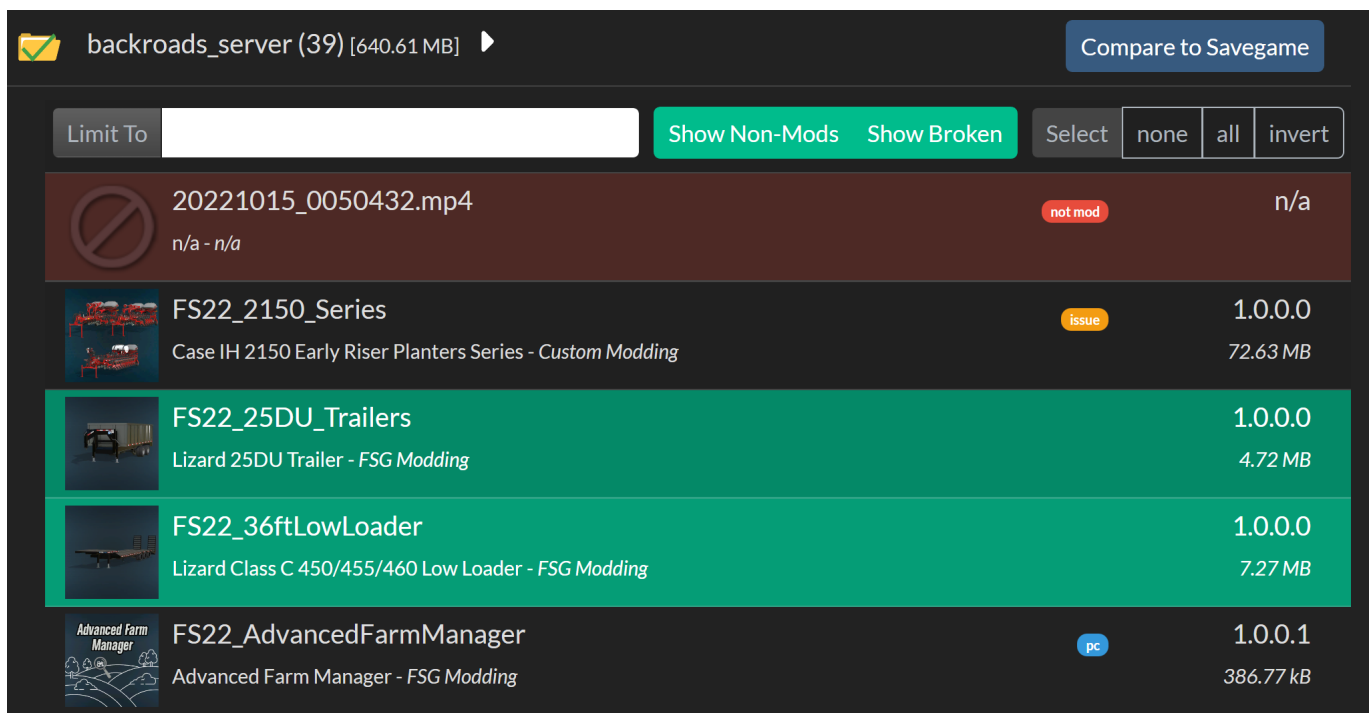 backroads_server (39) [640.61 MB]
Compare to Savegame
Limit To
Show Non-Mods
Show Broken
Select
none
all
invert
20221015_0050432.mp4
not mod
n/a
n/a - n/a
FS22_2150_Series
issue
1.0.0.0
Case IH 2150 Early Riser Planters Series - Custom Modding
72.63 MB
FS22_25DU_Trailers
1.0.0.0
Lizard 25DU Trailer - FSG Modding
4.72 MB
FS22_36ftLowLoader
1.0.0.0
Lizard Class C 450/455/460 Low Loader - FSG Modding
7.27 MB
Advanced Farm
Manager
FS22_AdvancedFarmManager
pc
1.0.0.1
Advanced Farm Manager - FSG Modding
386.77 kB